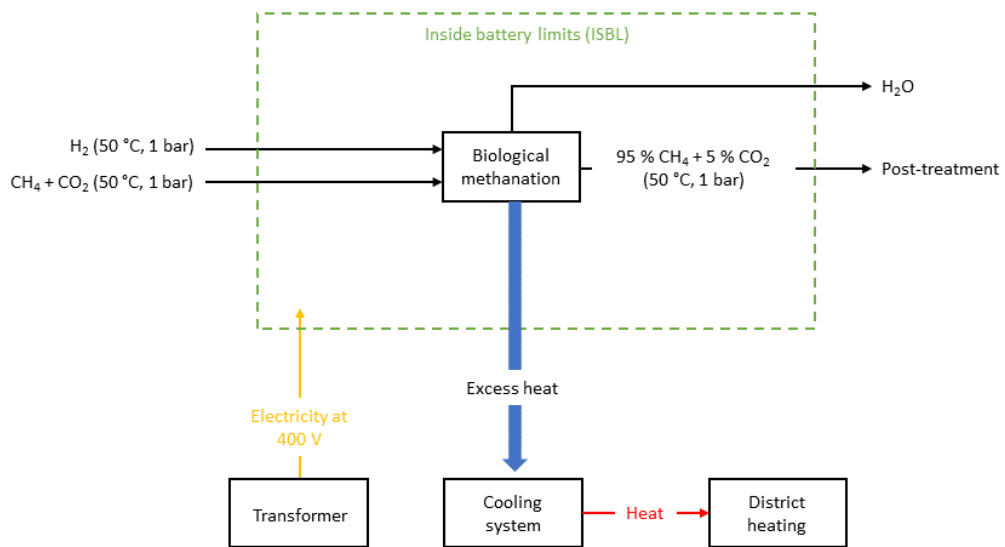 Inside battery limits (ISBL)
H₂O
H₂ (50 °C, 1 bar)
CH₄ + CO₂ (50 °C, 1 bar)
Biological
methanation
95 % CH₄ + 5 % CO₂
(50 °C, 1 bar)
Post-treatment
Excess heat
Electricity at
400 V
Transformer
Cooling
system
Heat
District
heating